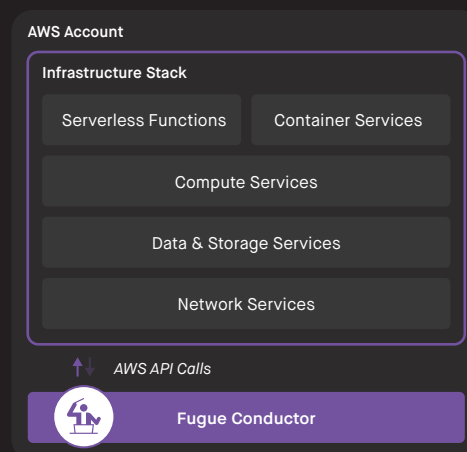 AWS Account
Infrastructure Stack
Serverless Functions
Container Services
Compute Services
Data & Storage Services
Network Services
AWS API Calls
Fugue Conductor